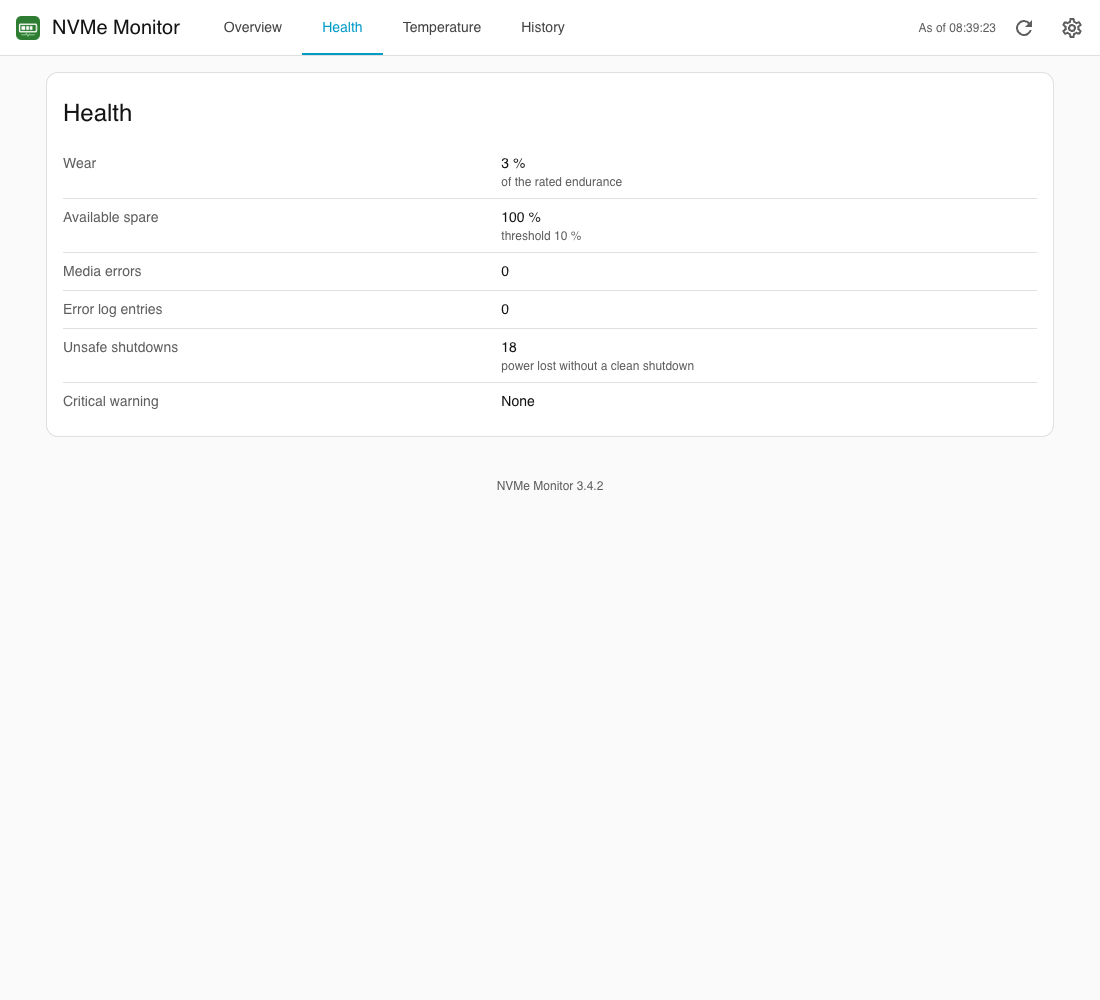 NVMe Monitor
Overview
Health
Temperature
History
As of 08:39:23
Health
Wear
3 %
of the rated endurance
Available spare
100 %
threshold 10 %
Media errors
0
Error log entries
0
Unsafe shutdowns
18
power lost without a clean shutdown
Critical warning
None
NVMe Monitor 3.4.2